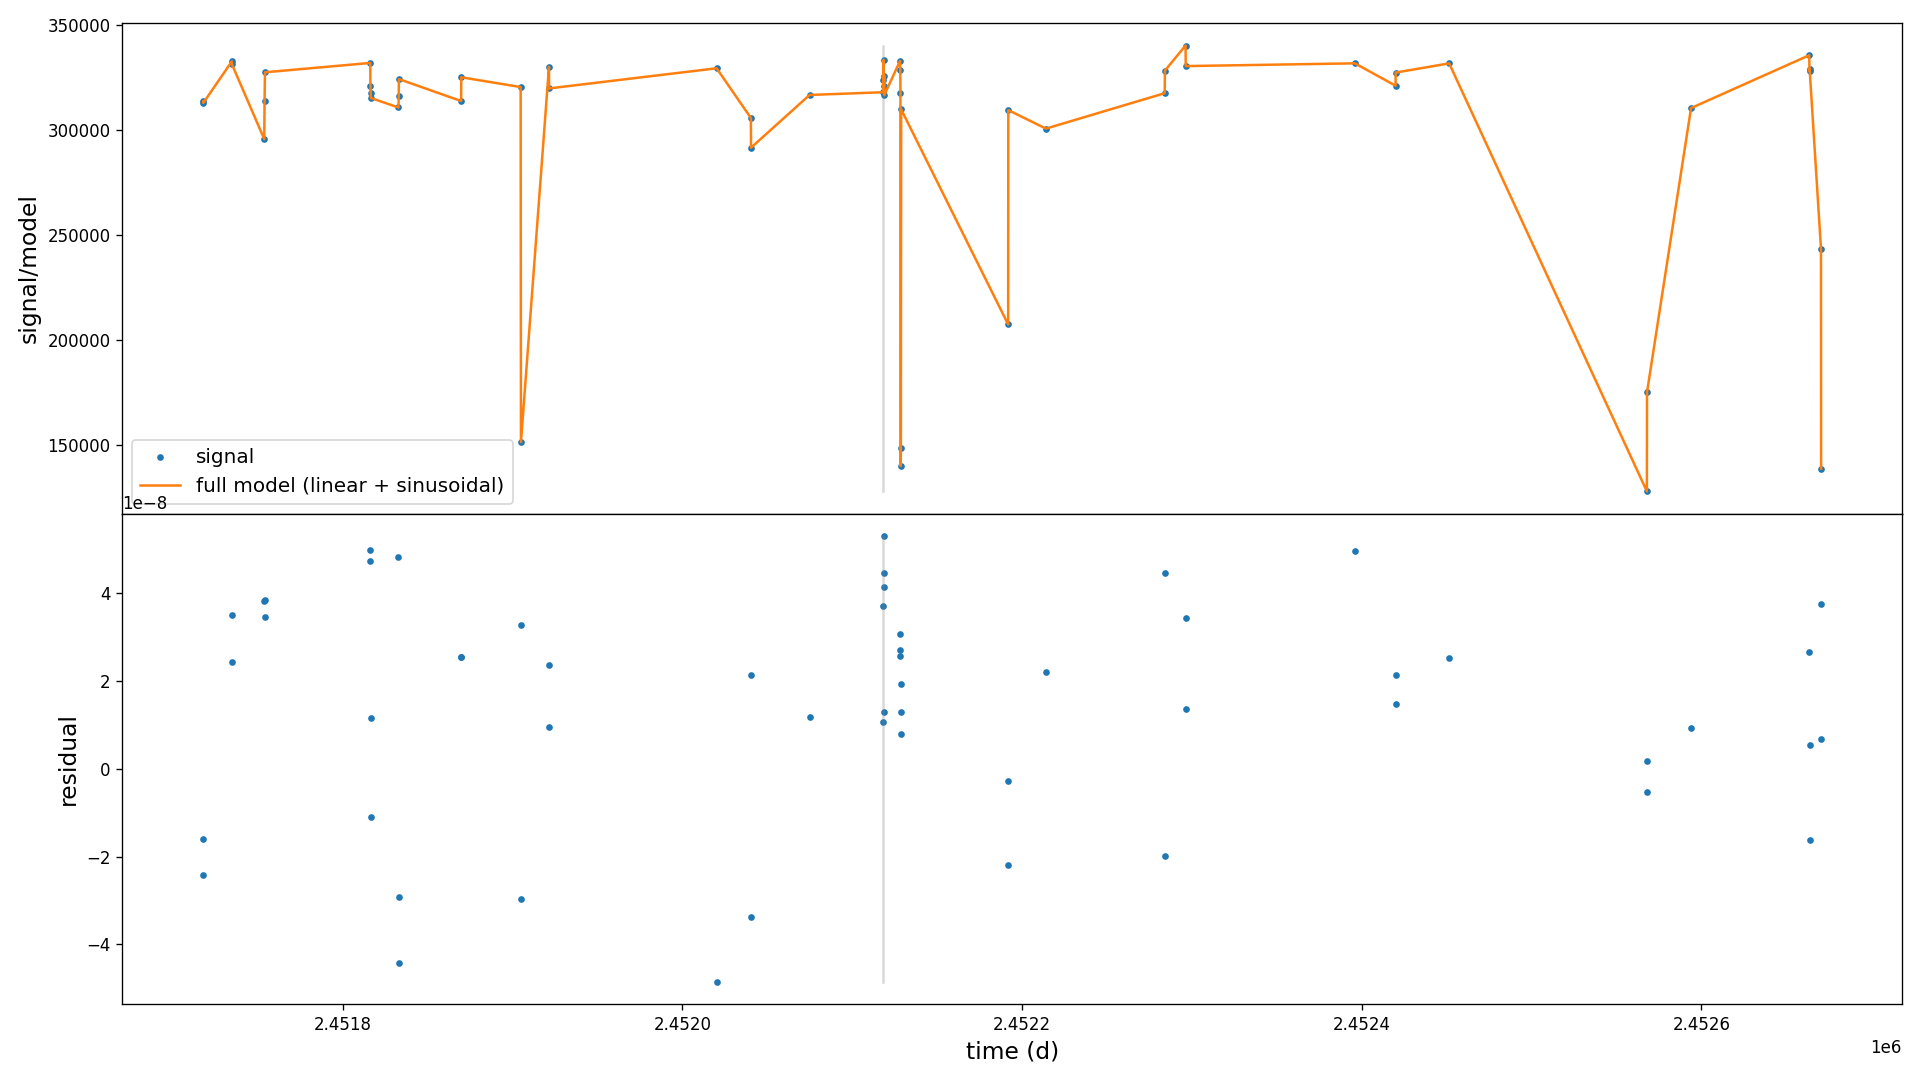 350000
300000
250000
200000
150000
signal/model
signal
full model (linear + sinusoidal)
1e−8
4
2
0
−2
−4
residual
2.4518
2.4520
2.4522
2.4524
2.4526
time (d)
1e6